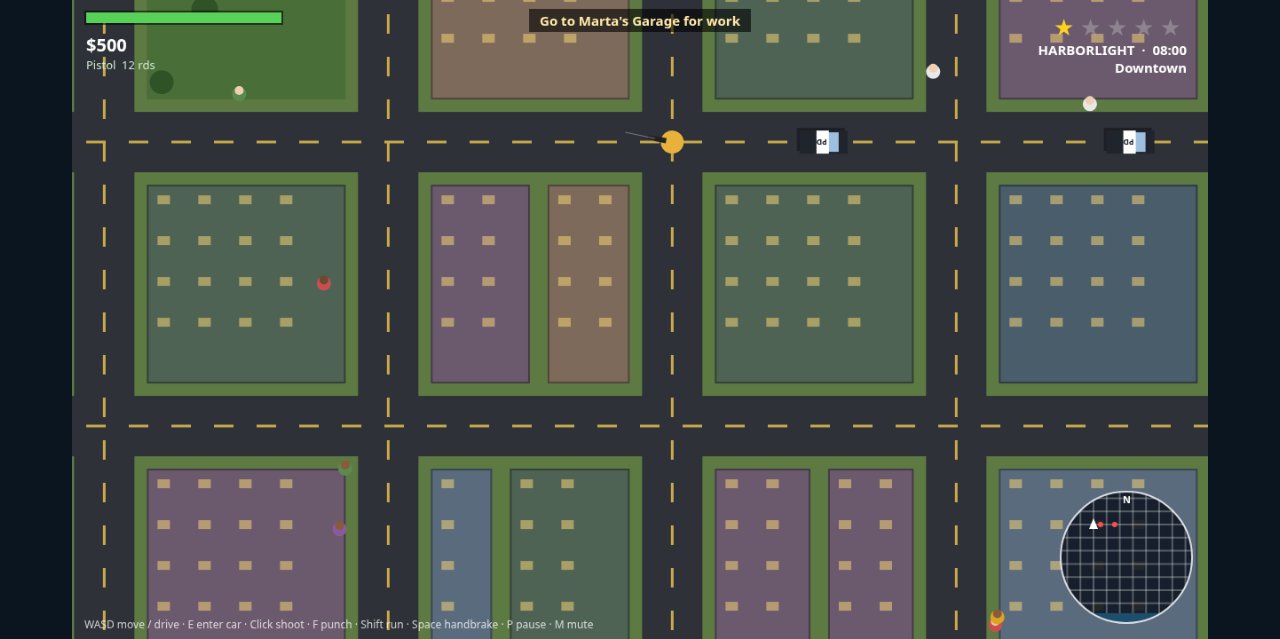 Go to Marta's Garage for work
$500
Pistol 12 rds
HARBORLIGHT · 08:00
Downtown
PD
PD
N
WASD move / drive · E enter car · Click shoot · F punch · Shift run · Space handbrake · P pause · M mute